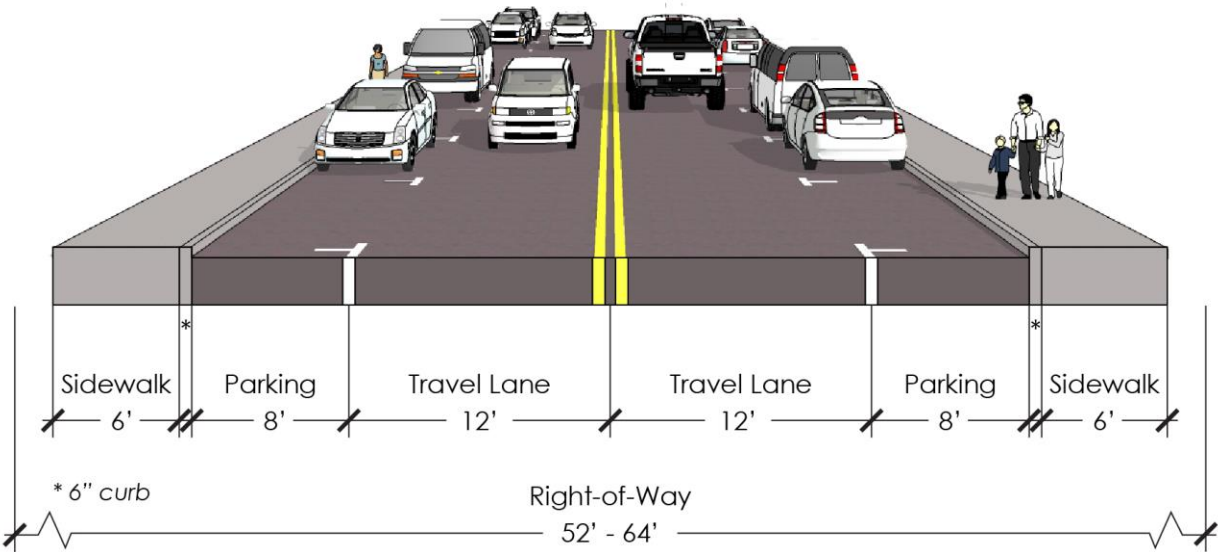 *
*
Sidewalk
Parking
Travel Lane
Travel Lane
Parking
Sidewalk
6’
8’
12’
12’
8’
6’
* 6” curb
Right-of-Way
52’ - 64’